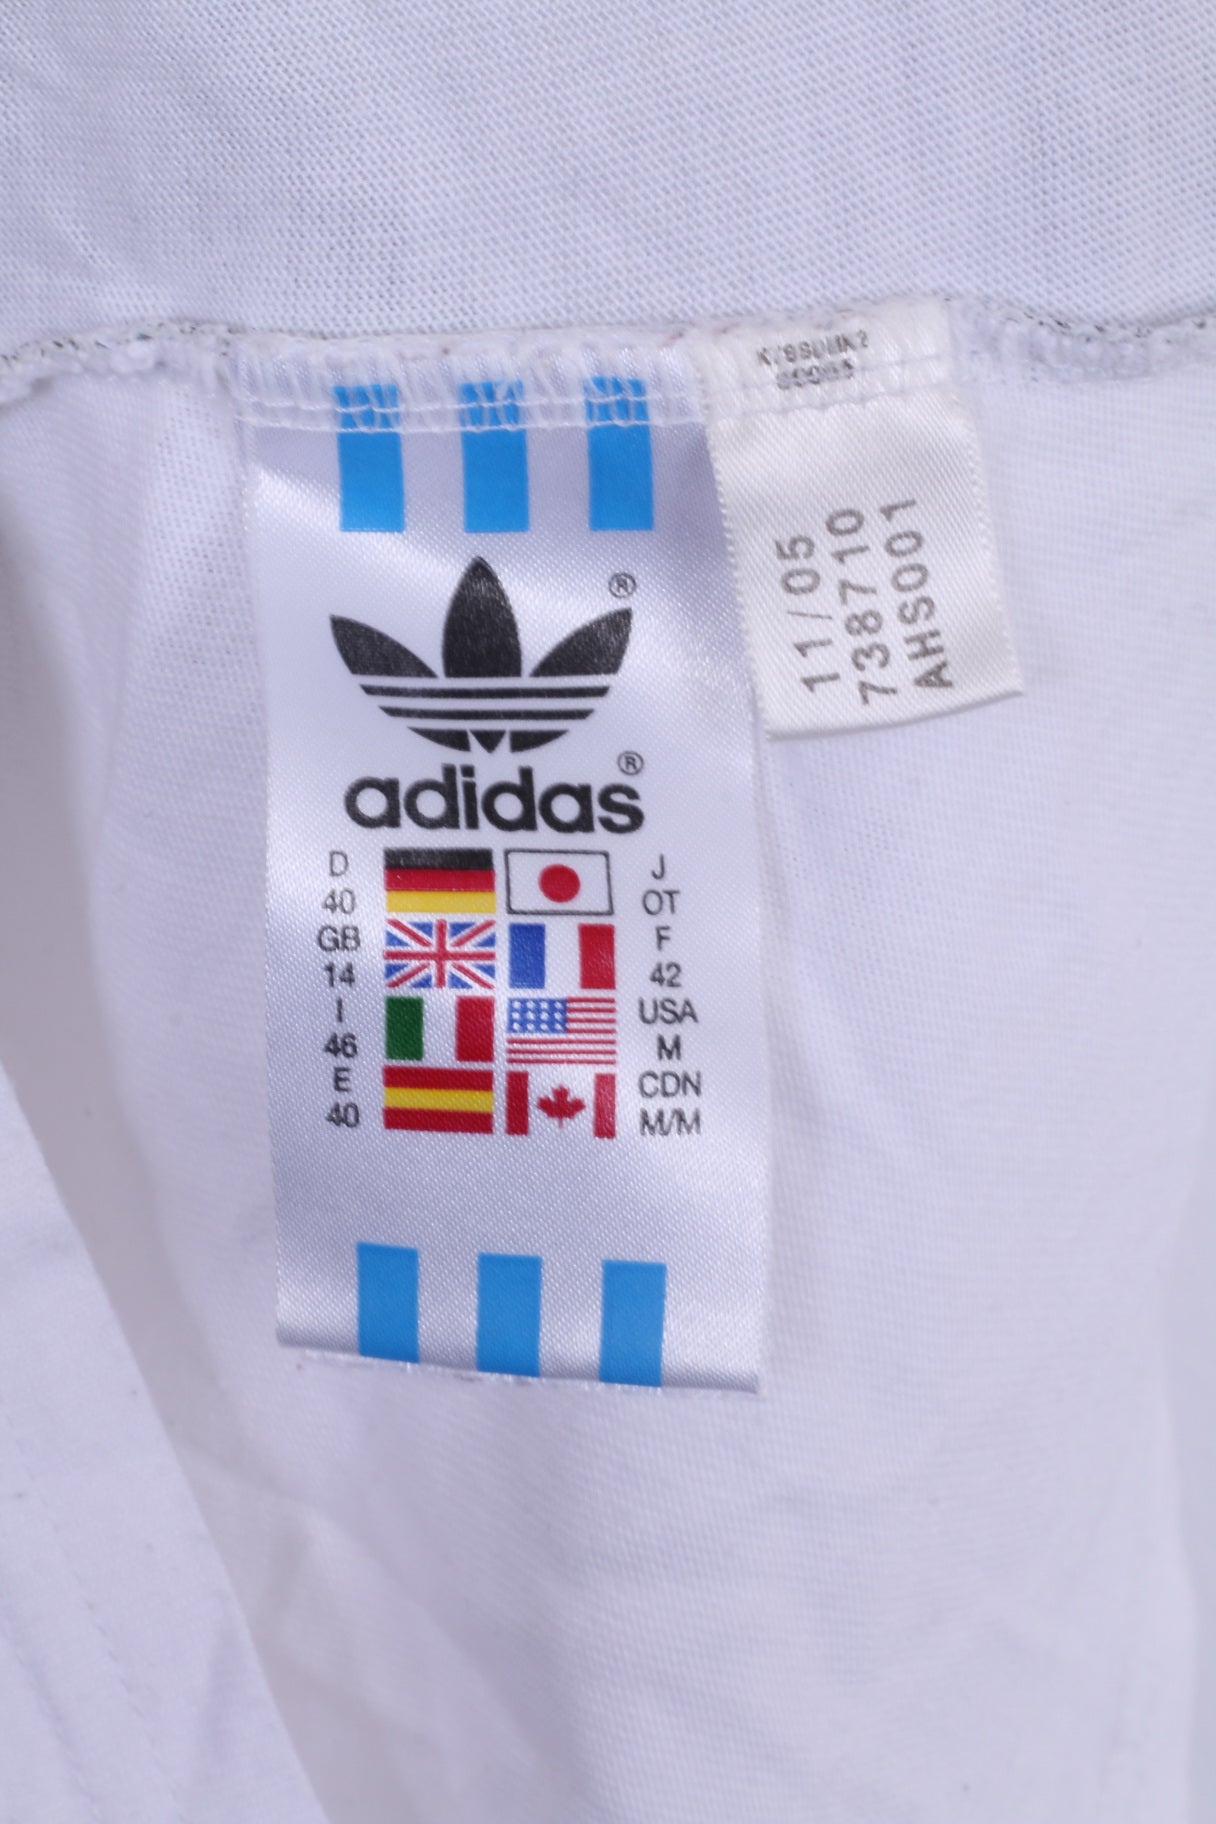 ®
®
adidas
D
40
GB
14
I
46
E
40
J
OT
F
42
USA
M
CDN
M/M
11/05
738710
AHS001